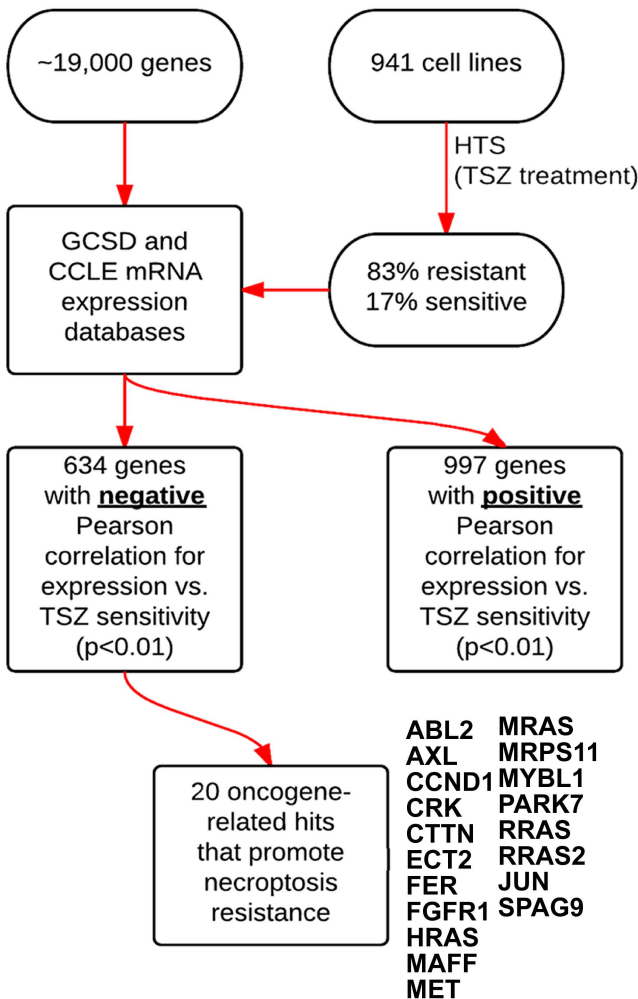 ~19,000 genes
941 cell lines
HTS
(TSZ treatment)
GCSD and
CCLE mRNA
expression
databases
83% resistant
17% sensitive
634 genes
with negative
Pearson
correlation for
expression vs.
TSZ sensitivity
(p<0.01)
997 genes
with positive
Pearson
correlation for
expression vs.
TSZ sensitivity
(p<0.01)
20 oncogene-
related hits
that promote
necroptosis
resistance
ABL2
AXL
CCND1
CRK
CTTN
ECT2
FER
FGFR1
HRAS
MAFF
MET
MRAS
MRPS11
MYBL1
PARK7
RRAS
RRAS2
JUN
SPAG9